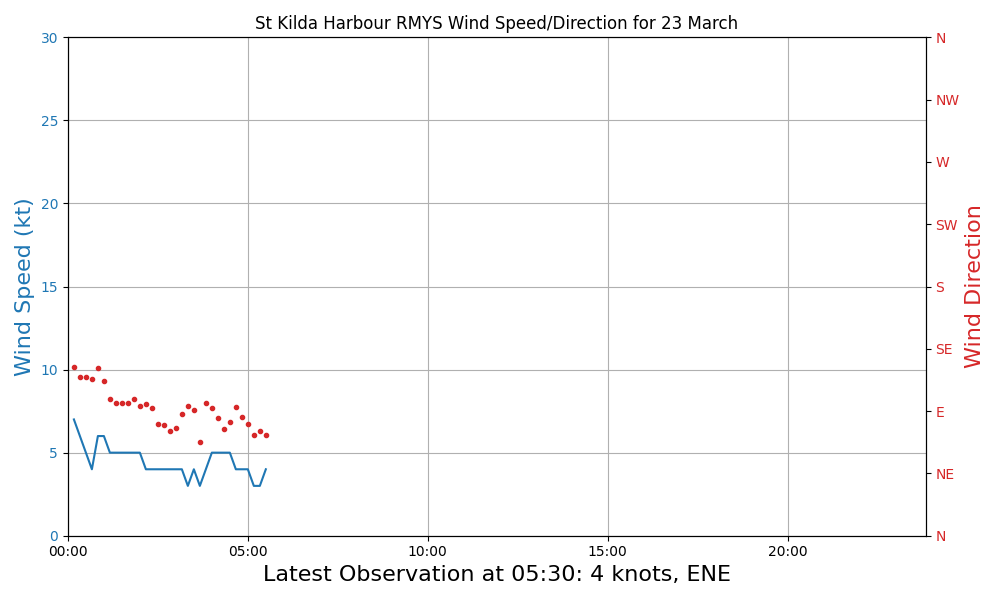 St Kilda Harbour RMYS Wind Speed/Direction for 23 March
30
25
20
15
10
5
0
Wind Speed (kt)
N
NW
W
SW
S
SE
E
NE
N
Wind Direction
00:00 05:00 10:00 15:00 20:00
Latest Observation at 05:30: 4 knots, ENE